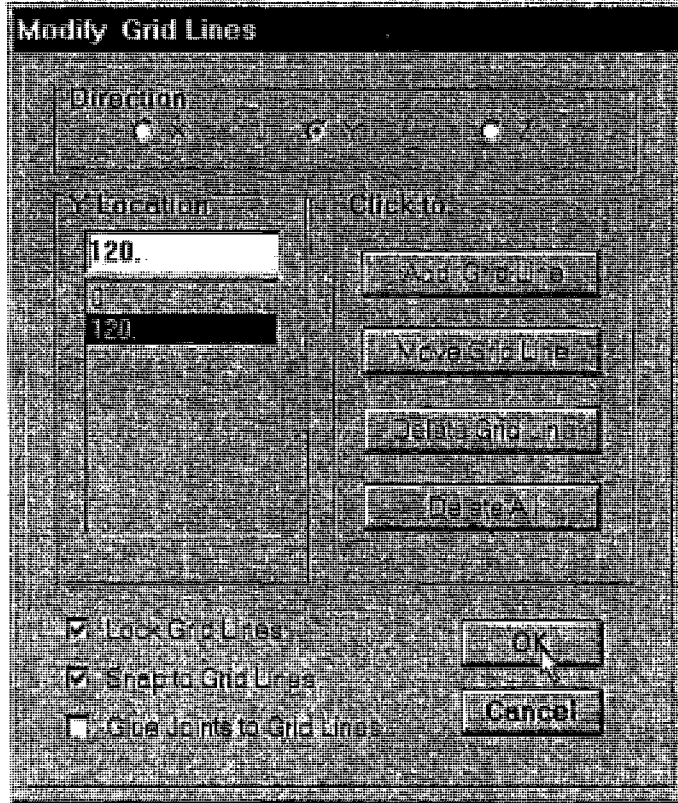 Modify Grid Lines
Direction
X Y Z
Y Location
120.
0.
120.
Click to:
Add Grid Line
Move Grid Line
Delete Grid Line
Delete All
Lock Grid Lines
Snap to Grid Lines
Glue Joints to Grid Lines
OK
Cancel